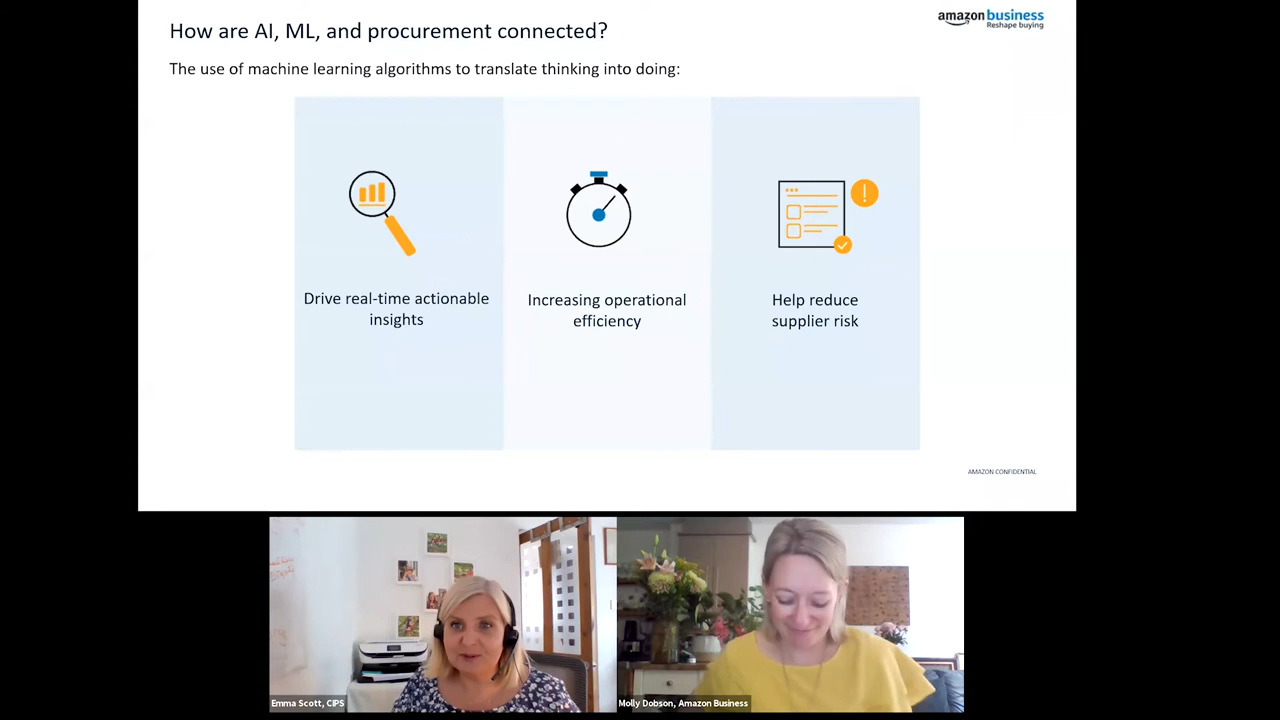 How are AI, ML, and procurement connected?
amazon business
Reshape buying
The use of machine learning algorithms to translate thinking into doing:
Drive real-time actionable
insights
Increasing operational
efficiency
Help reduce
supplier risk
AMAZON CONFIDENTIAL
Emma Scott, CIPS
Molly Dobson, Amazon Business